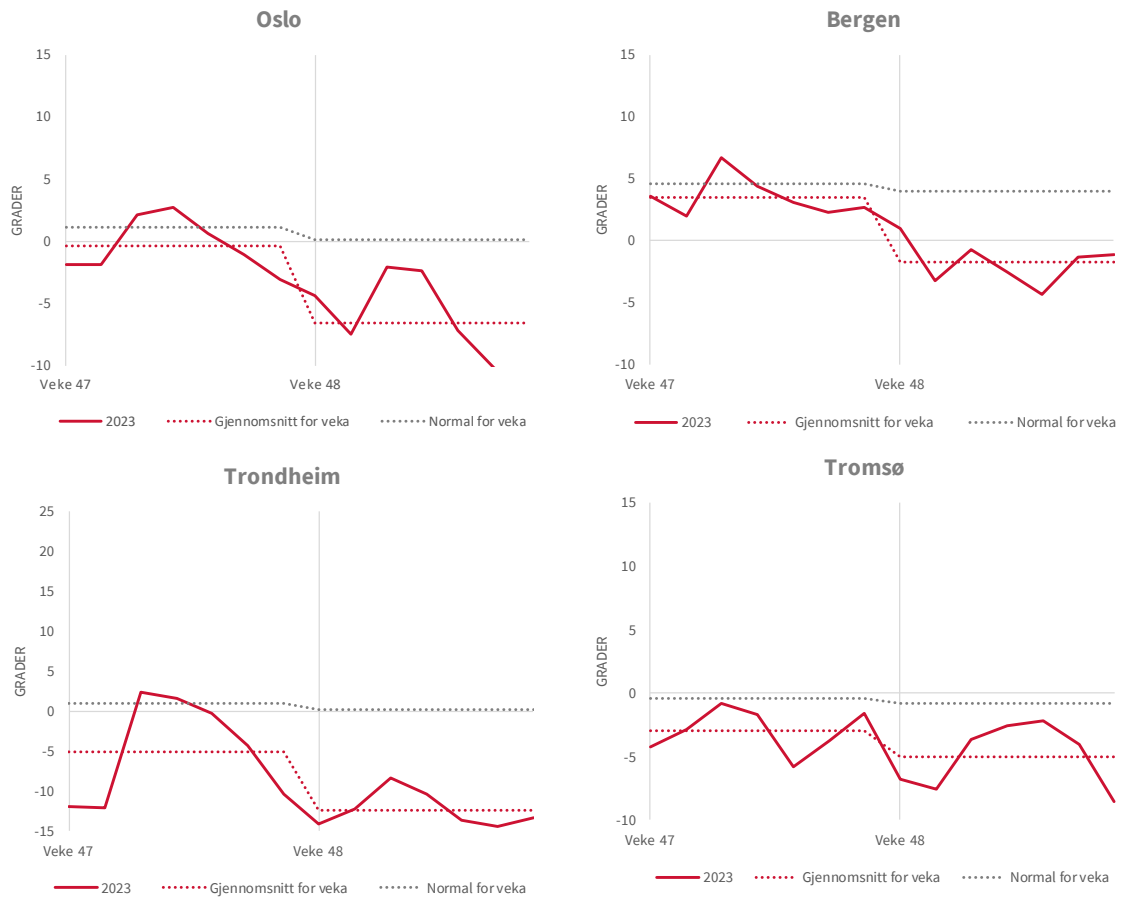 Oslo
15
10
5
0
-5
-10
GRADER
Veke 47
Veke 48
2023
Gjennomsnitt for veka
Normal for veka
Bergen
15
10
5
0
-5
-10
GRADER
Veke 47
Veke 48
2023
Gjennomsnitt for veka
Normal for veka
Trondheim
25
20
15
10
5
0
-5
-10
-15
GRADER
Veke 47
Veke 48
2023
Gjennomsnitt for veka
Normal for veka
Tromsø
15
10
5
0
-5
-10
GRADER
Veke 47
Veke 48
2023
Gjennomsnitt for veka
Normal for veka